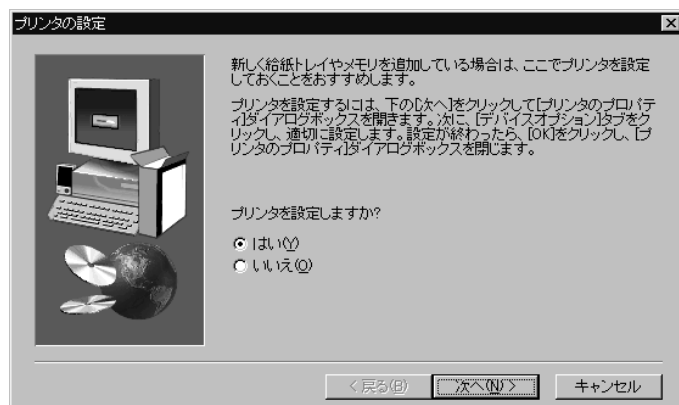 プリンタの設定
新しく給紙トレイやメモリを追加している場合は、ここでプリンタを設定
しておくことをおすすめします。
プリンタを設定するには、下の[次へ]をクリックして[プリンタのプロパテ
ィ]ダイアログボックスを開きます。次に、[デバイスオプション]タブをク
リックし、適切に設定します。設定が終わったら、[OK]をクリックし、[プ
リンタのプロパティ]ダイアログボックスを閉じます。
プリンタを設定しますか?
はい(Y)
いいえ(O)
< 戻る(B)
次へ(N) >
キャンセル